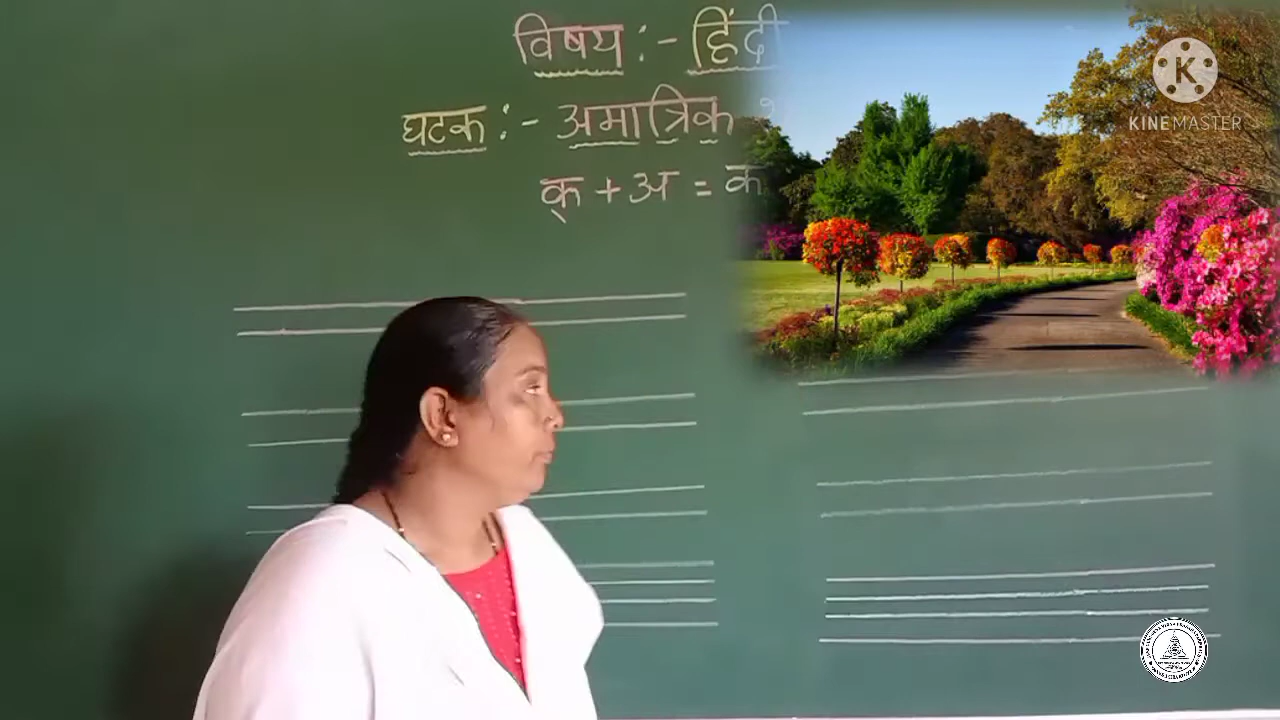 विषय :- हिंदी
घटक :- अमात्रिक
क् + अ = क
KINEMASTER